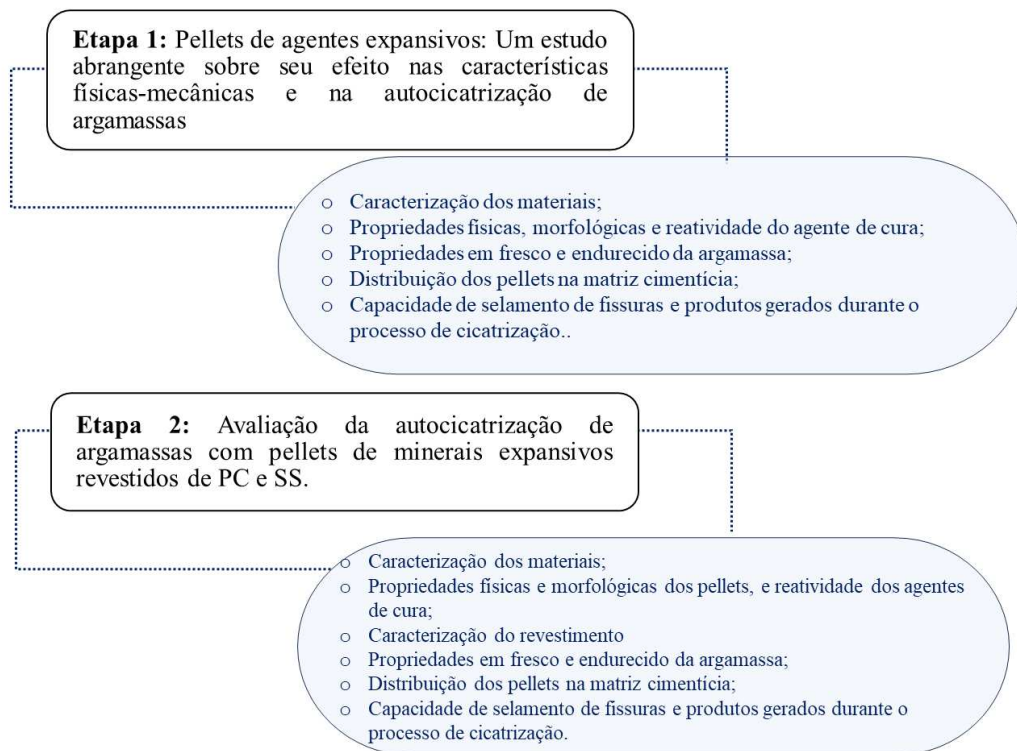 Etapa 1: Pellets de agentes expansivos: Um estudo
abrangente sobre seu efeito nas características
físicas-mecânicas e na autocicatrização de
argamassas
o Caracterização dos materiais;
o Propriedades físicas, morfológicas e reatividade do agente de cura;
o Propriedades em fresco e endurecido da argamassa;
o Distribuição dos pellets na matriz cimentícia;
o Capacidade de selamento de fissuras e produtos gerados durante o
processo de cicatrização..
Etapa 2: Avaliação da autocicatrização de
argamassas com pellets de minerais expansivos
revestidos de PC e SS.
o Caracterização dos materiais;
o Propriedades físicas e morfológicas dos pellets, e reatividade dos agentes
de cura;
o Caracterização do revestimento
o Propriedades em fresco e endurecido da argamassa;
o Distribuição dos pellets na matriz cimentícia;
o Capacidade de selamento de fissuras e produtos gerados durante o
processo de cicatrização.